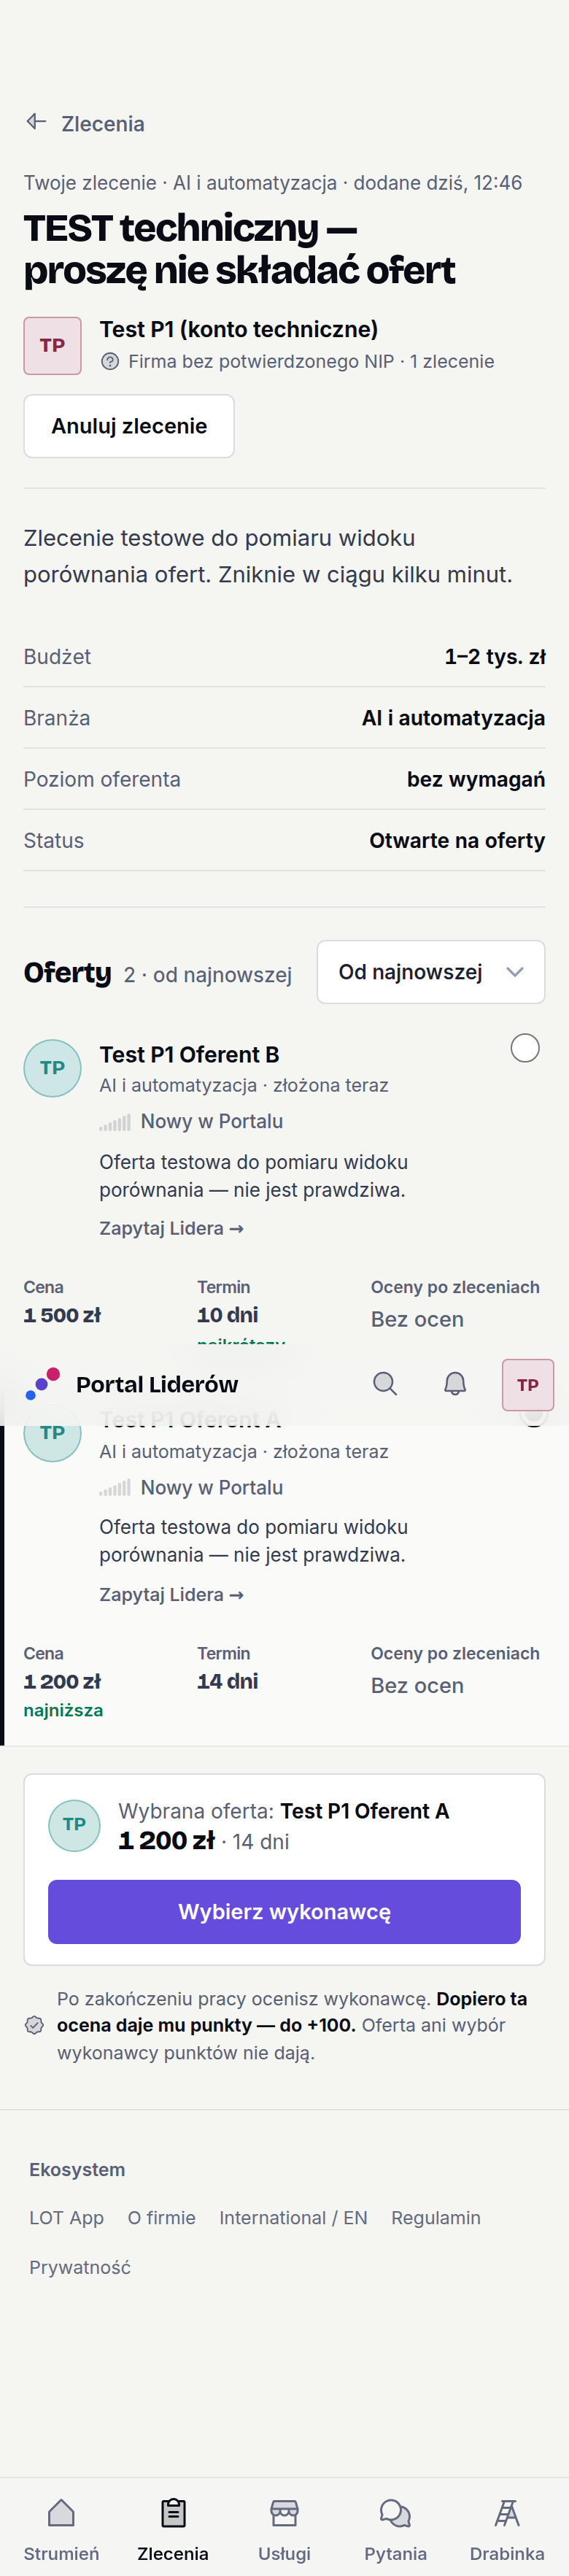 Zlecenia
Twoje zlecenie · AI i automatyzacja · dodane dziś, 12:46
TEST techniczny —
proszę nie składać ofert
TP
Test P1 (konto techniczne)
Firma bez potwierdzonego NIP · 1 zlecenie
Anuluj zlecenie
Zlecenie testowe do pomiaru widoku
porównania ofert. Zniknie w ciągu kilku minut.
Budżet 1–2 tys. zł
Branża AI i automatyzacja
Poziom oferenta bez wymagań
Status Otwarte na oferty
Oferty 2 · od najnowszej Od najnowszej
TP
Test P1 Oferent B
AI i automatyzacja · złożona teraz
Nowy w Portalu
Oferta testowa do pomiaru widoku
porównania — nie jest prawdziwa.
Zapytaj Lidera →
Cena Termin Oceny po zleceniach
1 500 zł 10 dni Bez ocen
najkrótszy
Portal Liderów TP
TP Test P1 Oferent A
AI i automatyzacja · złożona teraz
Nowy w Portalu
Oferta testowa do pomiaru widoku
porównania — nie jest prawdziwa.
Zapytaj Lidera →
Cena Termin Oceny po zleceniach
1 200 zł 14 dni Bez ocen
najniższa
TP
Wybrana oferta: Test P1 Oferent A
1 200 zł · 14 dni
Wybierz wykonawcę
Po zakończeniu pracy ocenisz wykonawcę. Dopiero ta
ocena daje mu punkty — do +100. Oferta ani wybór
wykonawcy punktów nie dają.
Ekosystem
LOT App O firmie International / EN Regulamin
Prywatność
Strumień Zlecenia Usługi Pytania Drabinka